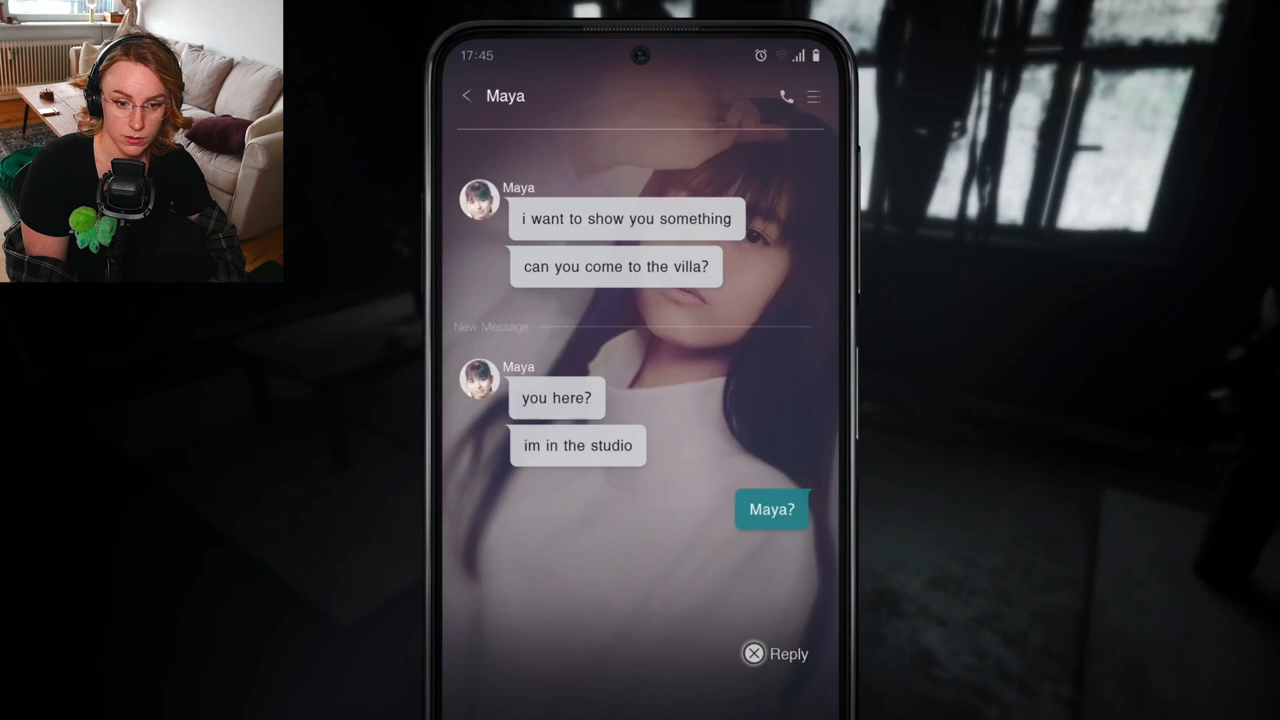 17:45
Maya
Maya
i want to show you something
can you come to the villa?
New Message
Maya
you here?
im in the studio
Maya?
Reply